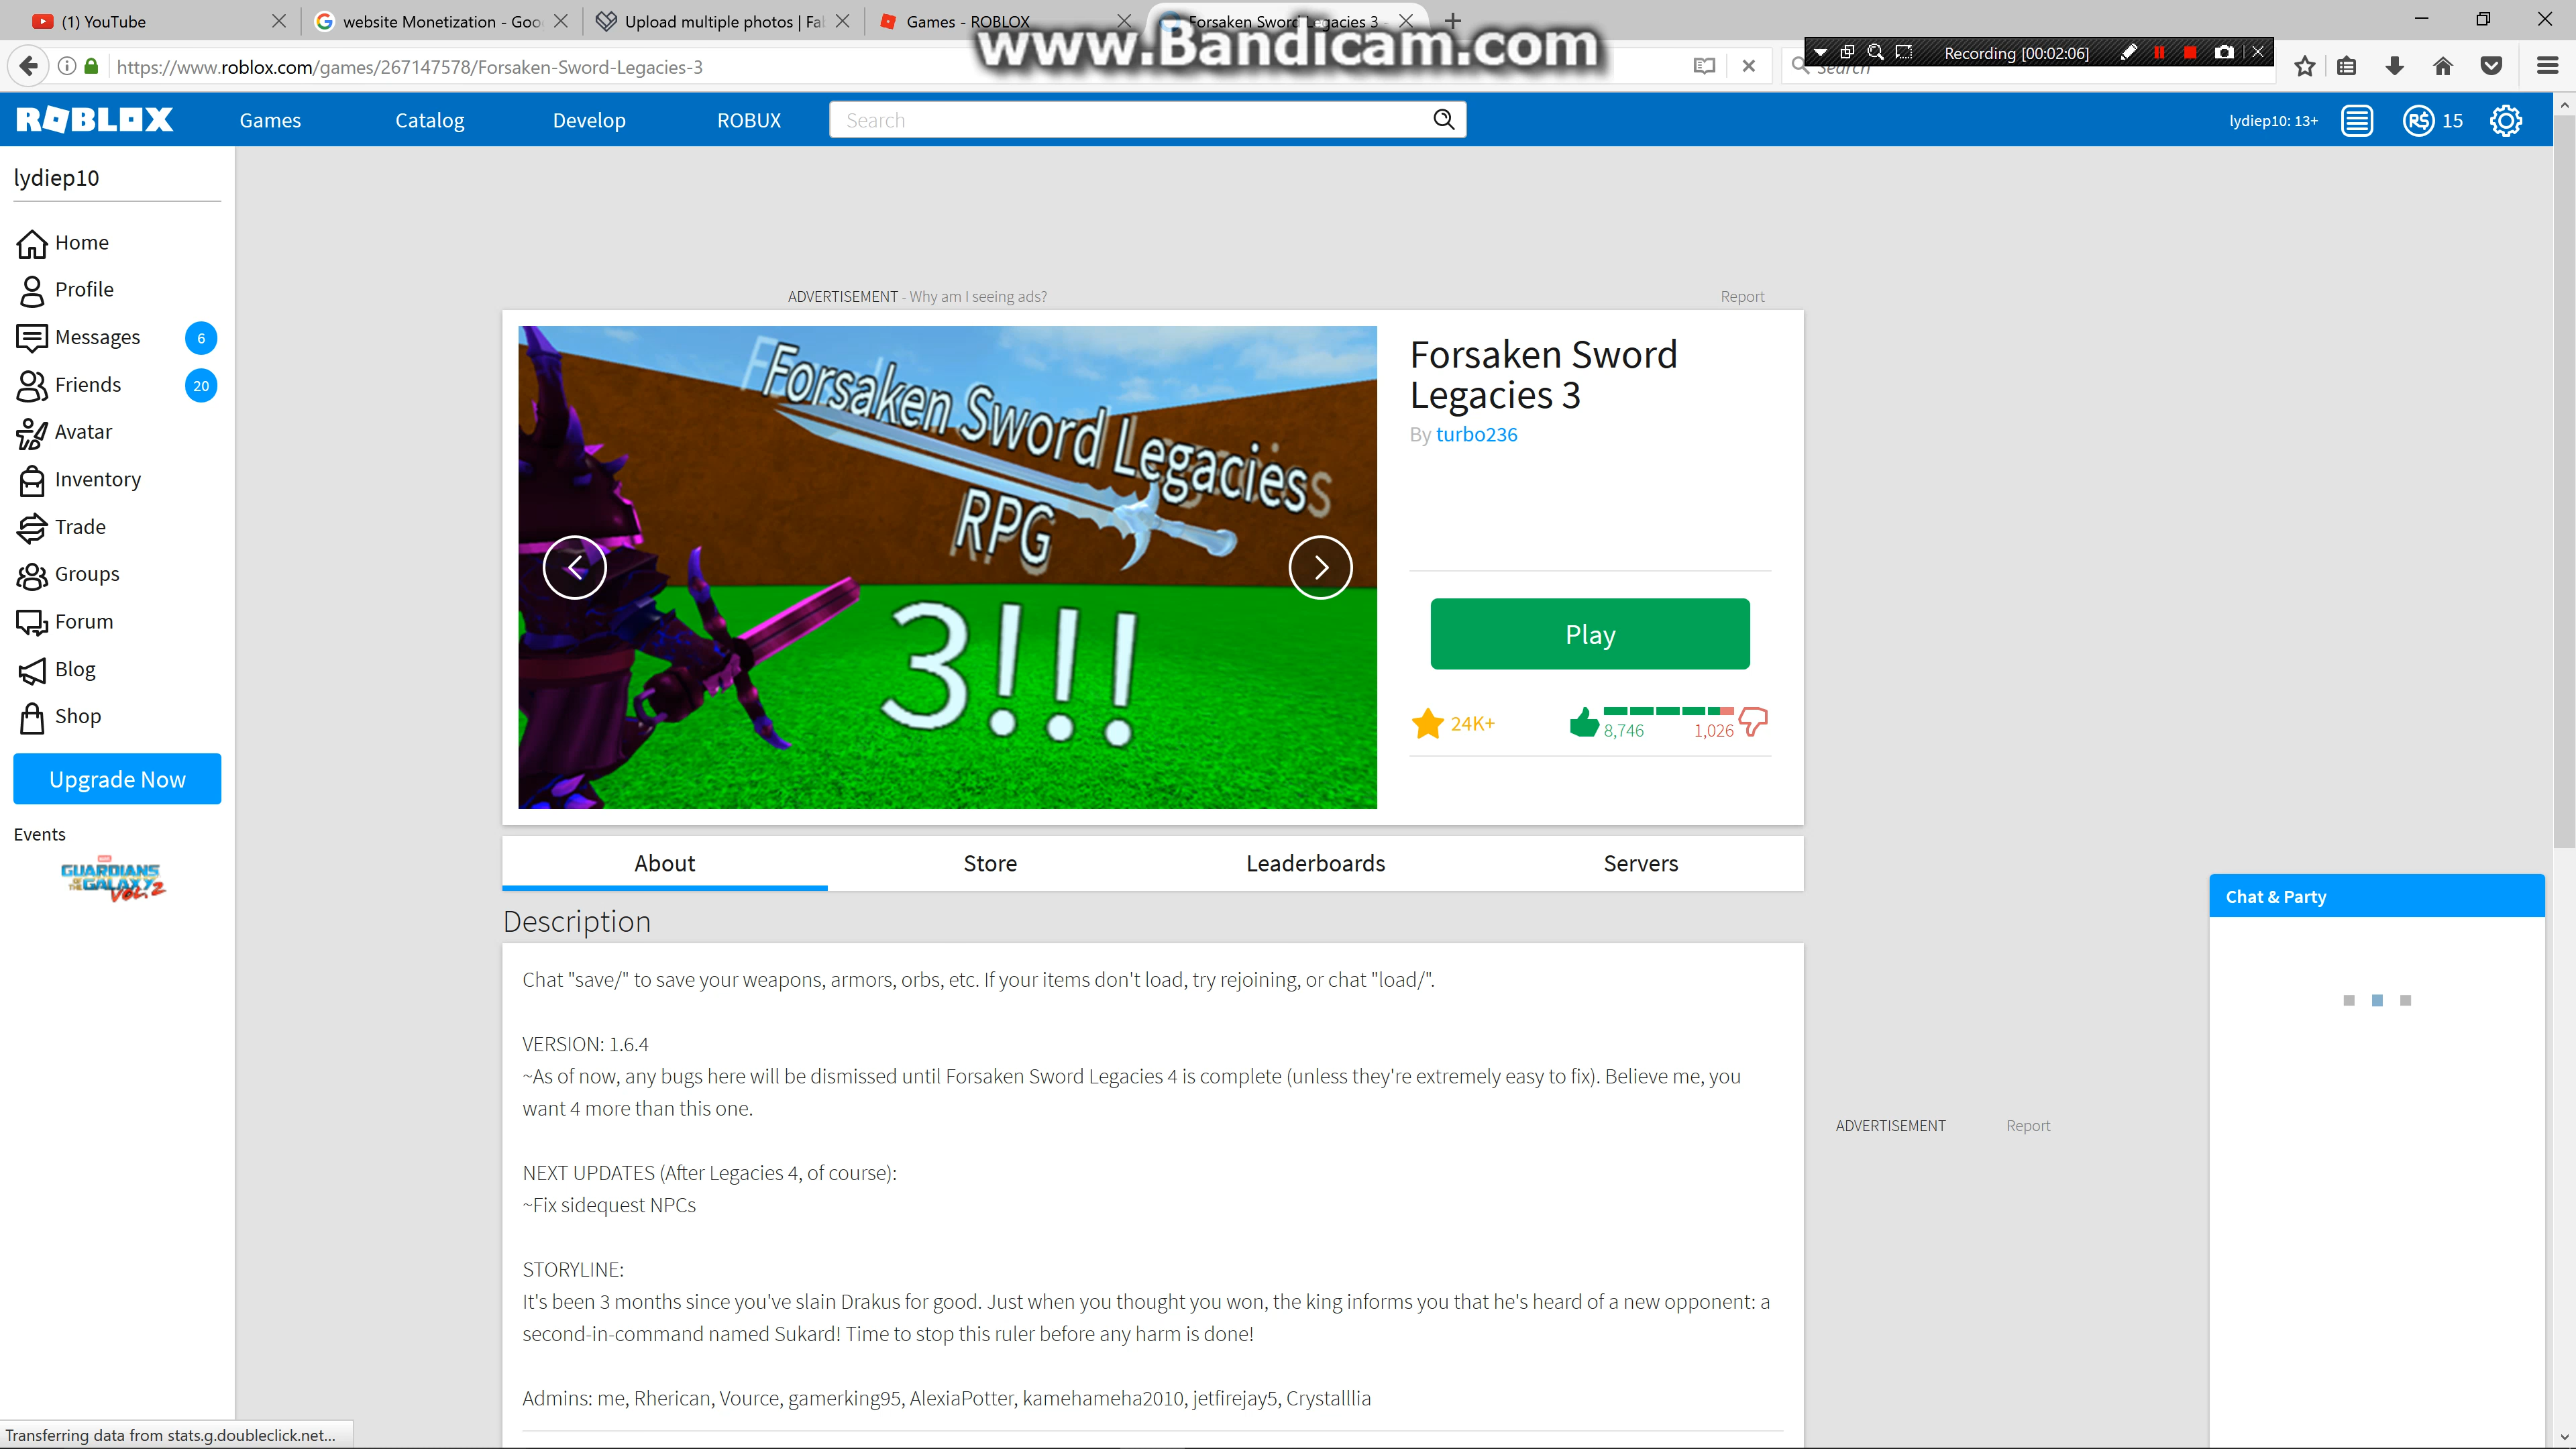 (1) YouTube
website Monetization - Goo
Upload multiple photos | Fa
Games - ROBLOX
Forsaken Sword Legacies 3 -
www.Bandicam.com
https://www.roblox.com/games/267147578/Forsaken-Sword-Legacies-3
Search
Recording [00:02:06]
ROBLOX
Games
Catalog
Develop
ROBUX
Search
lydiep10: 13+
R$ 15
lydiep10
Home
Profile
Messages 6
Friends 20
Avatar
Inventory
Trade
Groups
Forum
Blog
Shop
Upgrade Now
Events
GUARDIANS
OF THE GALAXY
VOL. 2
ADVERTISEMENT - Why am I seeing ads?
Report
Forsaken Sword Legacies
RPG
3!!!
Forsaken Sword
Legacies 3
By turbo236
Play
24K+
8,746
1,026
About
Store
Leaderboards
Servers
Description
Chat "save/" to save your weapons, armors, orbs, etc. If your items don't load, try rejoining, or chat "load/".
VERSION: 1.6.4
~As of now, any bugs here will be dismissed until Forsaken Sword Legacies 4 is complete (unless they're extremely easy to fix). Believe me, you
want 4 more than this one.
NEXT UPDATES (After Legacies 4, of course):
~Fix sidequest NPCs
STORYLINE:
It's been 3 months since you've slain Drakus for good. Just when you thought you won, the king informs you that he's heard of a new opponent: a
second-in-command named Sukard! Time to stop this ruler before any harm is done!
Admins: me, Rherican, Vource, gamerking95, AlexiaPotter, kamehameha2010, jetfirejay5, Crystalllia
ADVERTISEMENT
Report
Chat & Party
Transferring data from stats.g.doubleclick.net...